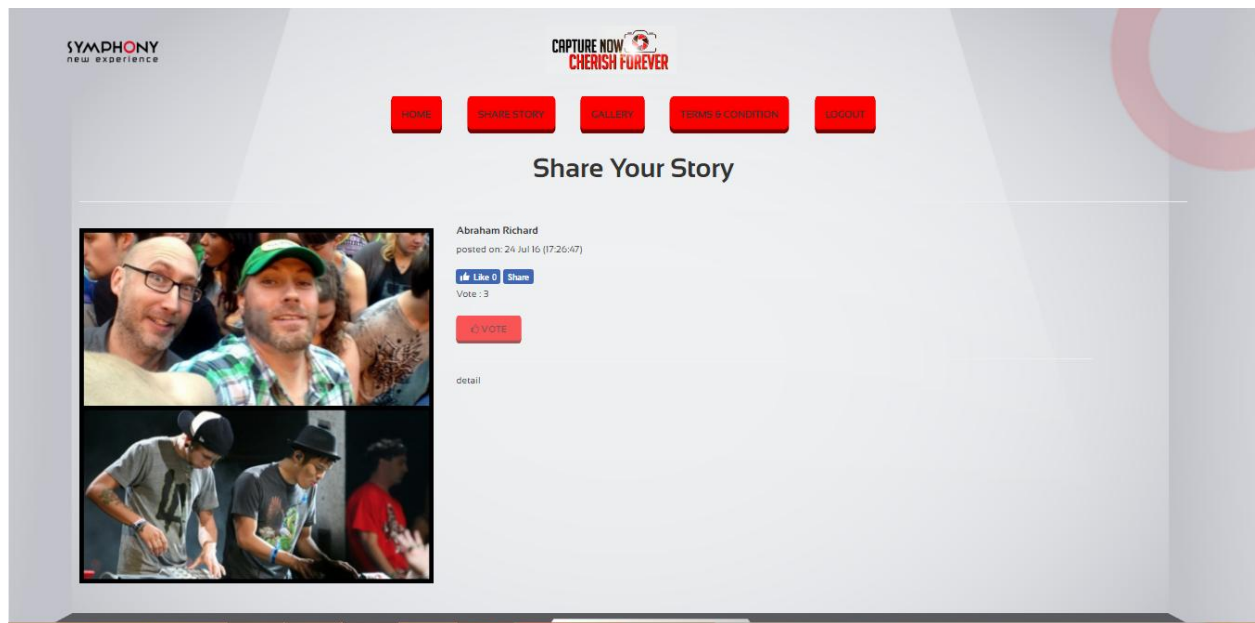 SYMPHONY
new experience
CAPTURE NOW
CHERISH FOREVER
HOME
SHARE STORY
GALLERY
TERMS & CONDITION
LOGOUT
Share Your Story
Abraham Richard
posted on: 24 Jul 16 (17:26:47)
Like 0 Share
Vote : 3
VOTE
detail